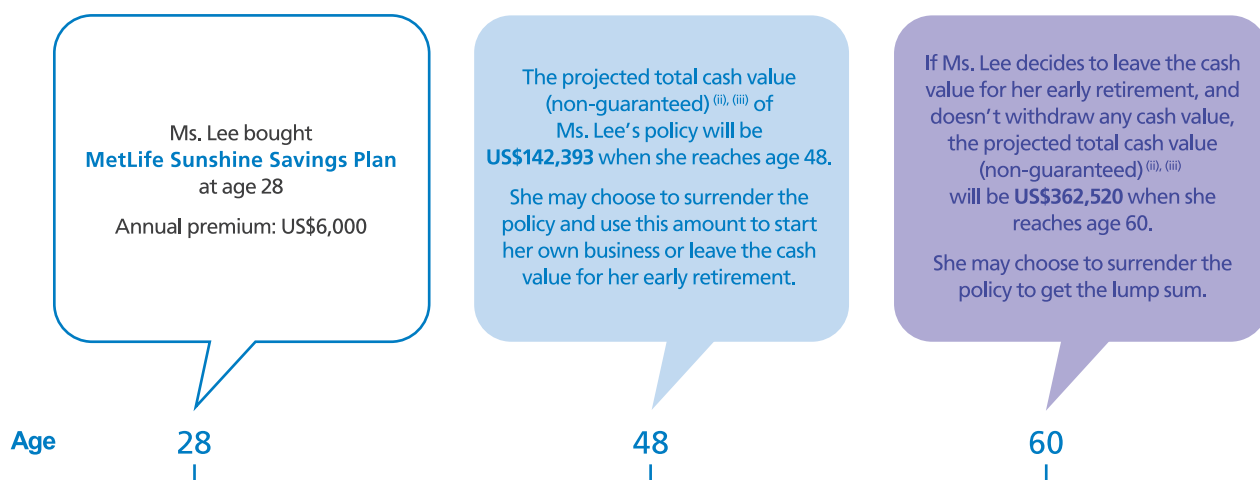 Ms. Lee bought
MetLife Sunshine Savings Plan
at age 28
Annual premium: US$6,000
The projected total cash value
(non-guaranteed) (ii), (iii) of
Ms. Lee's policy will be
US$142,393 when she reaches age 48.
She may choose to surrender the
policy and use this amount to start
her own business or leave the cash
value for her early retirement.
If Ms. Lee decides to leave the cash
value for her early retirement, and
doesn't withdraw any cash value,
the projected total cash value
(non-guaranteed) (ii), (iii)
will be US$362,520 when she
reaches age 60.
She may choose to surrender the
policy to get the lump sum.
Age 28 48 60